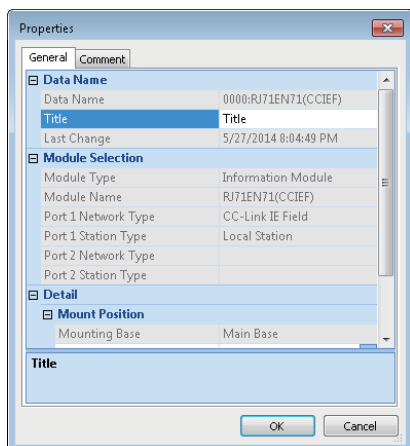 Properties
General Comment
Data Name
Data Name 0000:RJ71EN71(CCIEF)
Title Title
Last Change 5/27/2014 8:04:49 PM
Module Selection
Module Type Information Module
Module Name RJ71EN71(CCIEF)
Port 1 Network Type CC-Link IE Field
Port 1 Station Type Local Station
Port 2 Network Type
Port 2 Station Type
Detail
Mount Position
Mounting Base Main Base
Title
OK Cancel